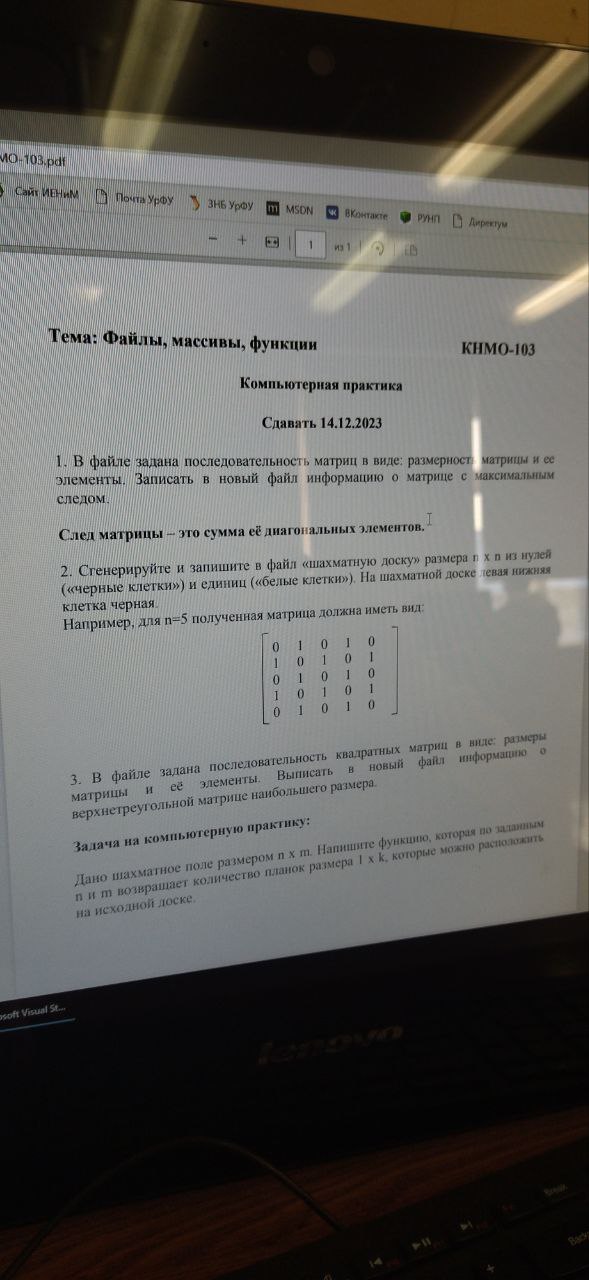 МО-103.pdf
Сайт ИЕНиМ Почта УрФУ ЗНБ УрФУ m MSDN ВКонтакте РУНП Директум
− + 1 из 1
Тема: Файлы, массивы, функции КНМО-103
Компьютерная практика
Сдавать 14.12.2023
1. В файле задана последовательность матриц в виде: размерность матрицы и ее
элементы. Записать в новый файл информацию о матрице с максимальным
следом.
След матрицы – это сумма её диагональных элементов.
2. Сгенерируйте и запишите в файл «шахматную доску» размера n x n из нулей
(«черные клетки») и единиц («белые клетки»). На шахматной доске левая нижняя
клетка черная.
Например, для n=5 полученная матрица должна иметь вид:
0 1 0 1 0
1 0 1 0 1
0 1 0 1 0
1 0 1 0 1
0 1 0 1 0
3. В файле задана последовательность квадратных матриц в виде: размеры
матрицы и её элементы. Выписать в новый файл информацию о
верхнетреугольной матрице наибольшего размера.
Задача на компьютерную практику:
Дано шахматное поле размером n x m. Напишите функцию, которая по заданным
n и m возвращает количество планок размера 1 x k, которые можно расположить
на исходной доске.
osoft Visual St...
lenovo
Break
Back
+